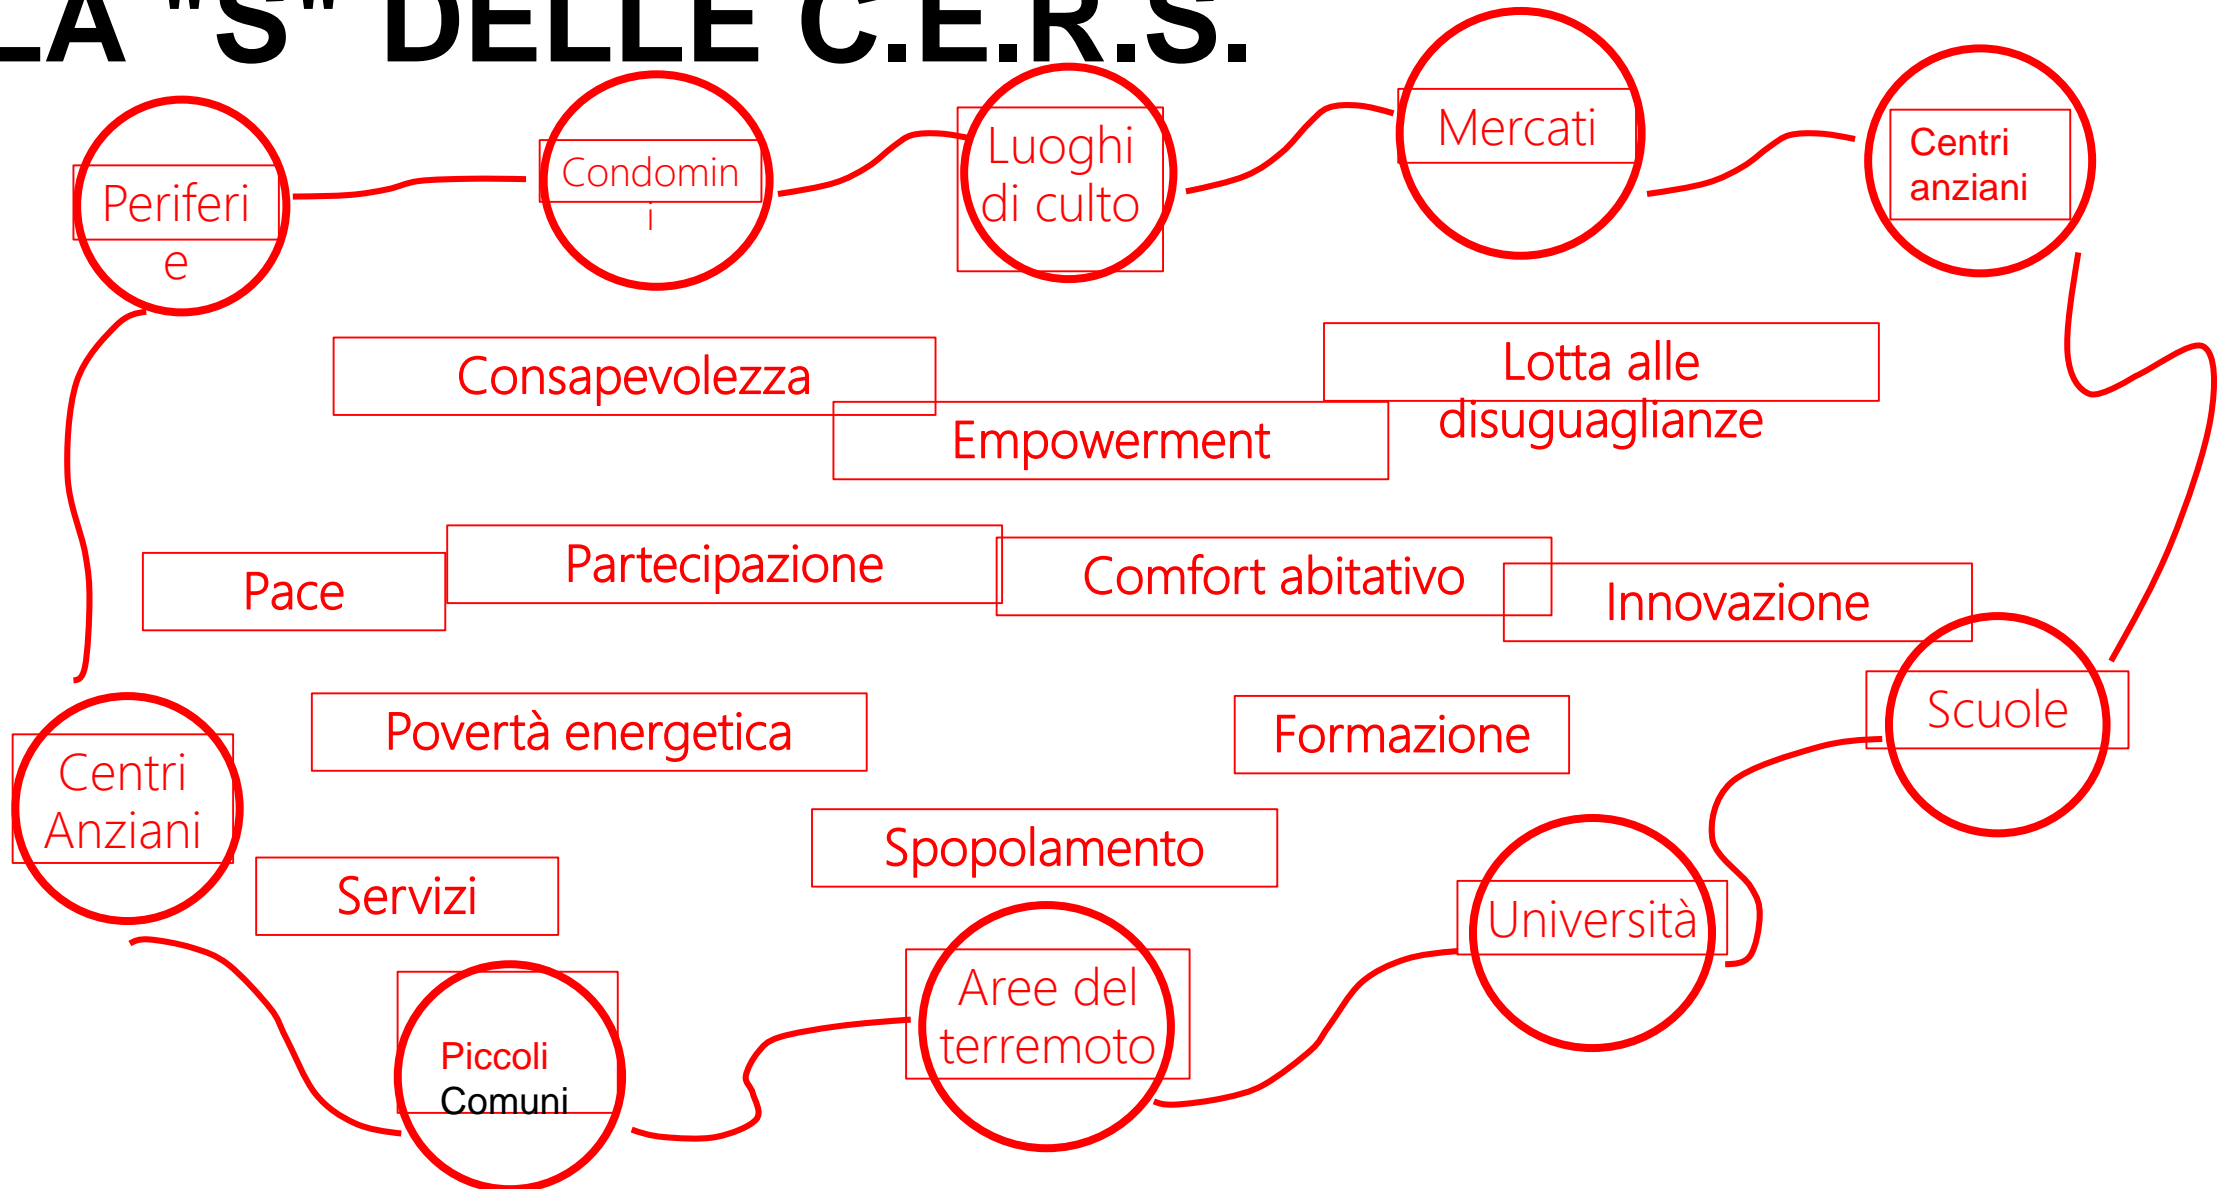 LA "S" DELLE C.E.R.S.
Periferi
e
Condomin
i
Luoghi
di culto
Mercati
Centri
anziani
Consapevolezza
Empowerment
Lotta alle
disuguaglianze
Pace
Partecipazione
Comfort abitativo
Innovazione
Scuole
Povertà energetica
Formazione
Centri
Anziani
Spopolamento
Servizi
Università
Aree del
terremoto
Piccoli
Comuni